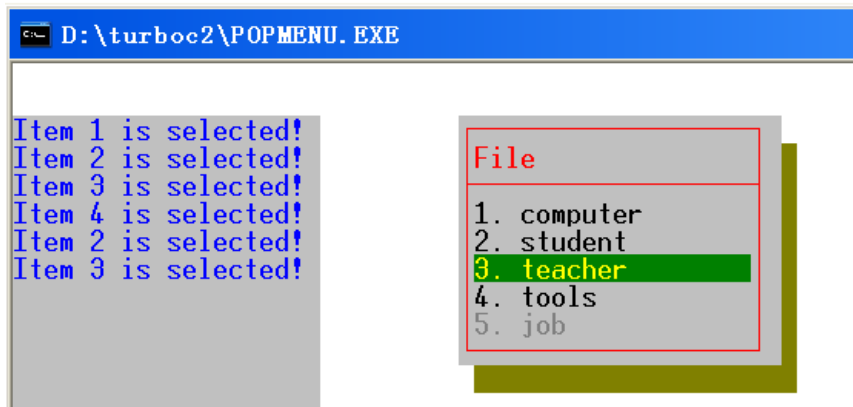 D:\turboc2\POPMENU.EXE
Item 1 is selected!
Item 2 is selected!
Item 3 is selected!
Item 4 is selected!
Item 2 is selected!
Item 3 is selected!
File
1. computer
2. student
3. teacher
4. tools
5. job